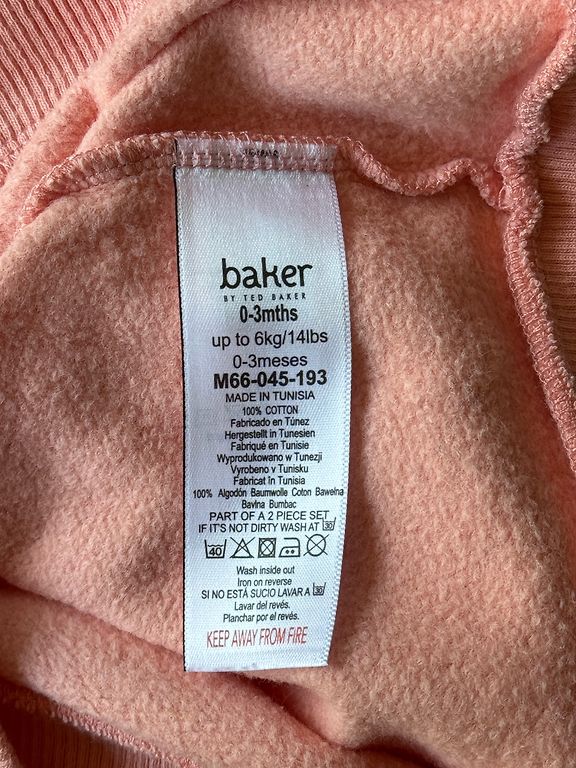 baker
BY TED BAKER
0-3mths
up to 6kg/14lbs
0-3meses
M66-045-193
MADE IN TUNISIA
100% COTTON
Fabricado en Túnez
Hergestellt in Tunesien
Fabriqué en Tunisie
Wyprodukowano w Tunezji
Vyrobeno v Tunisku
Fabricat în Tunisia
100% Algodón Baumwolle Coton Bawełna
Bavlna Bumbac
PART OF A 2 PIECE SET
IF IT'S NOT DIRTY WASH AT 30
40
Wash inside out
Iron on reverse
SI NO ESTÁ SUCIO LAVAR A 30
Lavar del revés.
Planchar por el revés.
KEEP AWAY FROM FIRE